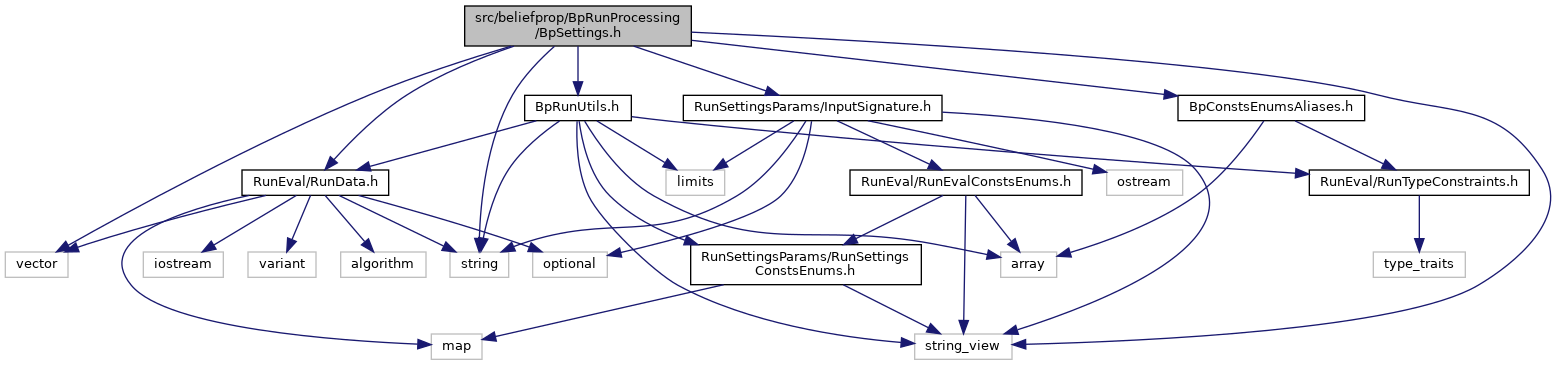 src/beliefprop/BpRunProcessing
/BpSettings.h
BpRunUtils.h
RunSettingsParams/InputSignature.h
BpConstsEnumsAliases.h
RunEval/RunData.h
limits
RunEval/RunEvalConstsEnums.h
ostream
RunEval/RunTypeConstraints.h
vector
iostream
variant
algorithm
string
optional
RunSettingsParams/RunSettings
ConstsEnums.h
array
type_traits
map
string_view